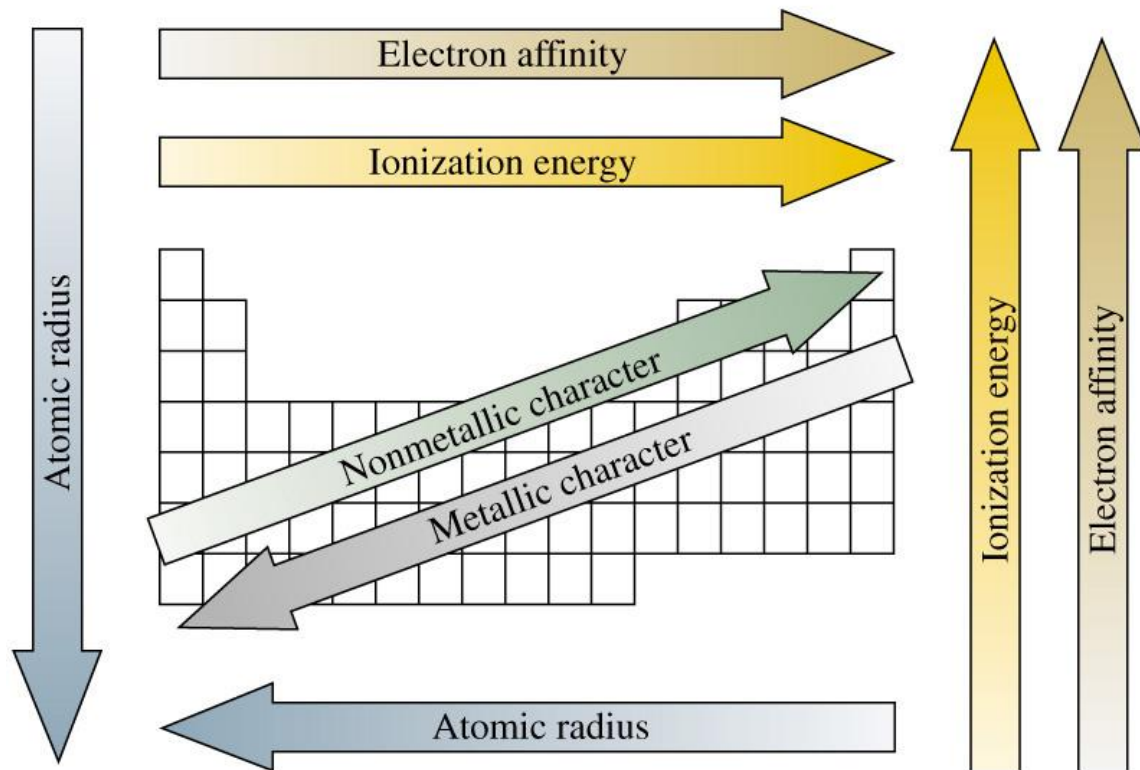 Electron affinity
Ionization energy
Atomic radius
Nonmetallic character
Metallic character
Ionization energy
Electron affinity
Atomic radius